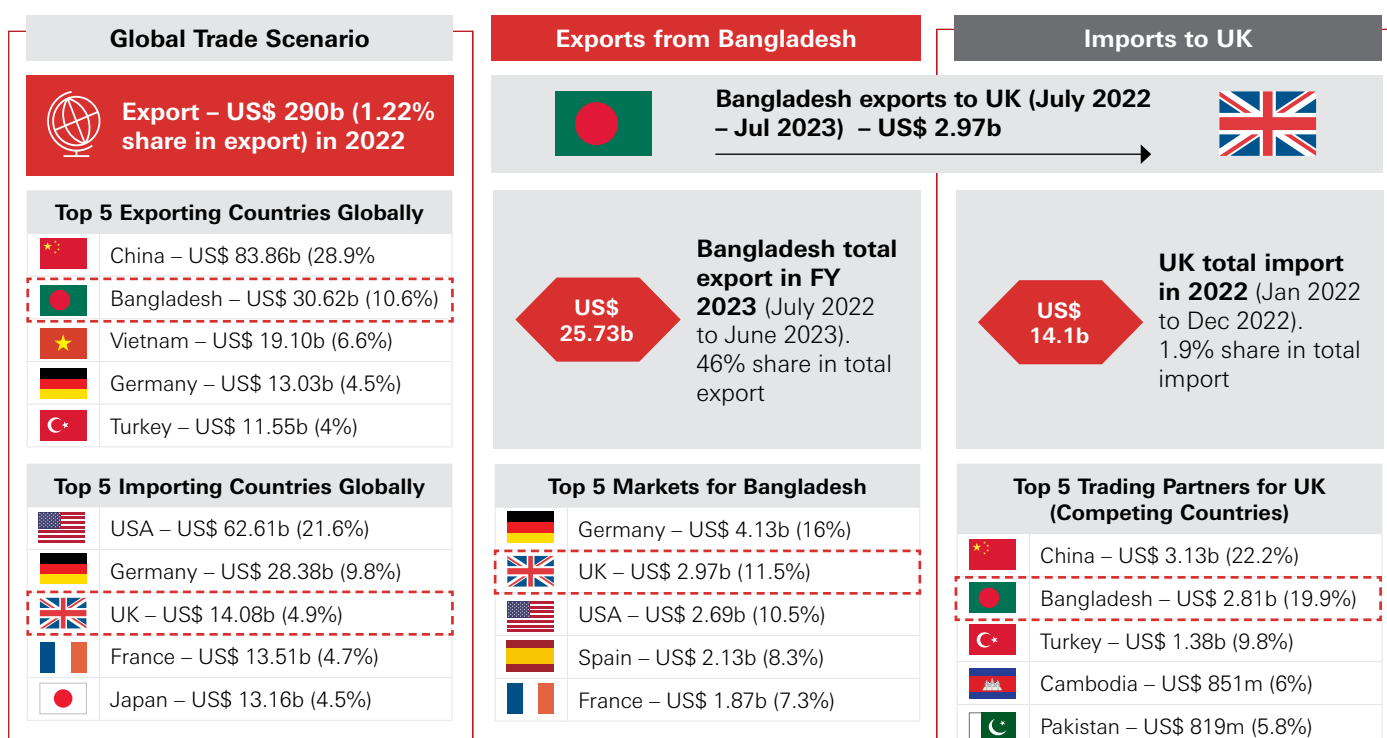 Global Trade Scenario
Export – US$ 290b (1.22%
share in export) in 2022
Top 5 Exporting Countries Globally
China – US$ 83.86b (28.9%
Bangladesh – US$ 30.62b (10.6%)
Vietnam – US$ 19.10b (6.6%)
Germany – US$ 13.03b (4.5%)
Turkey – US$ 11.55b (4%)
Top 5 Importing Countries Globally
USA – US$ 62.61b (21.6%)
Germany – US$ 28.38b (9.8%)
UK – US$ 14.08b (4.9%)
France – US$ 13.51b (4.7%)
Japan – US$ 13.16b (4.5%)
Exports from Bangladesh
Imports to UK
Bangladesh exports to UK (July 2022
– Jul 2023) – US$ 2.97b
US$
25.73b
Bangladesh total
export in FY
2023 (July 2022
to June 2023).
46% share in total
export
Top 5 Markets for Bangladesh
Germany – US$ 4.13b (16%)
UK – US$ 2.97b (11.5%)
USA – US$ 2.69b (10.5%)
Spain – US$ 2.13b (8.3%)
France – US$ 1.87b (7.3%)
US$
14.1b
UK total import
in 2022 (Jan 2022
to Dec 2022).
1.9% share in total
import
Top 5 Trading Partners for UK
(Competing Countries)
China – US$ 3.13b (22.2%)
Bangladesh – US$ 2.81b (19.9%)
Turkey – US$ 1.38b (9.8%)
Cambodia – US$ 851m (6%)
Pakistan – US$ 819m (5.8%)